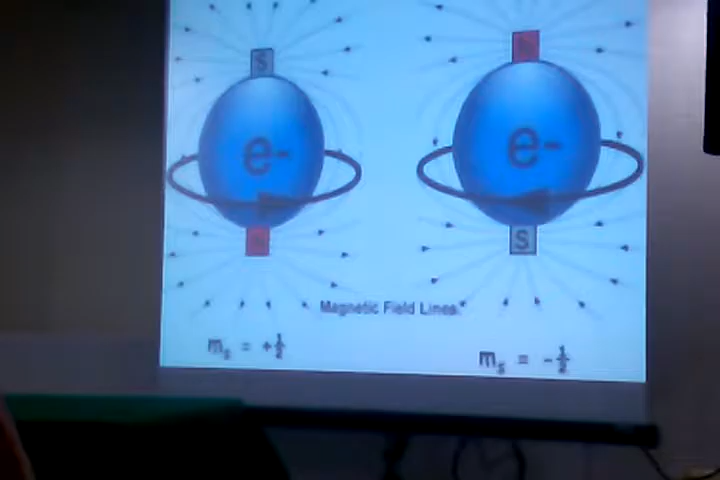 S
e-
e-
S
Magnetic Field Lines
ms = +½
ms = -½